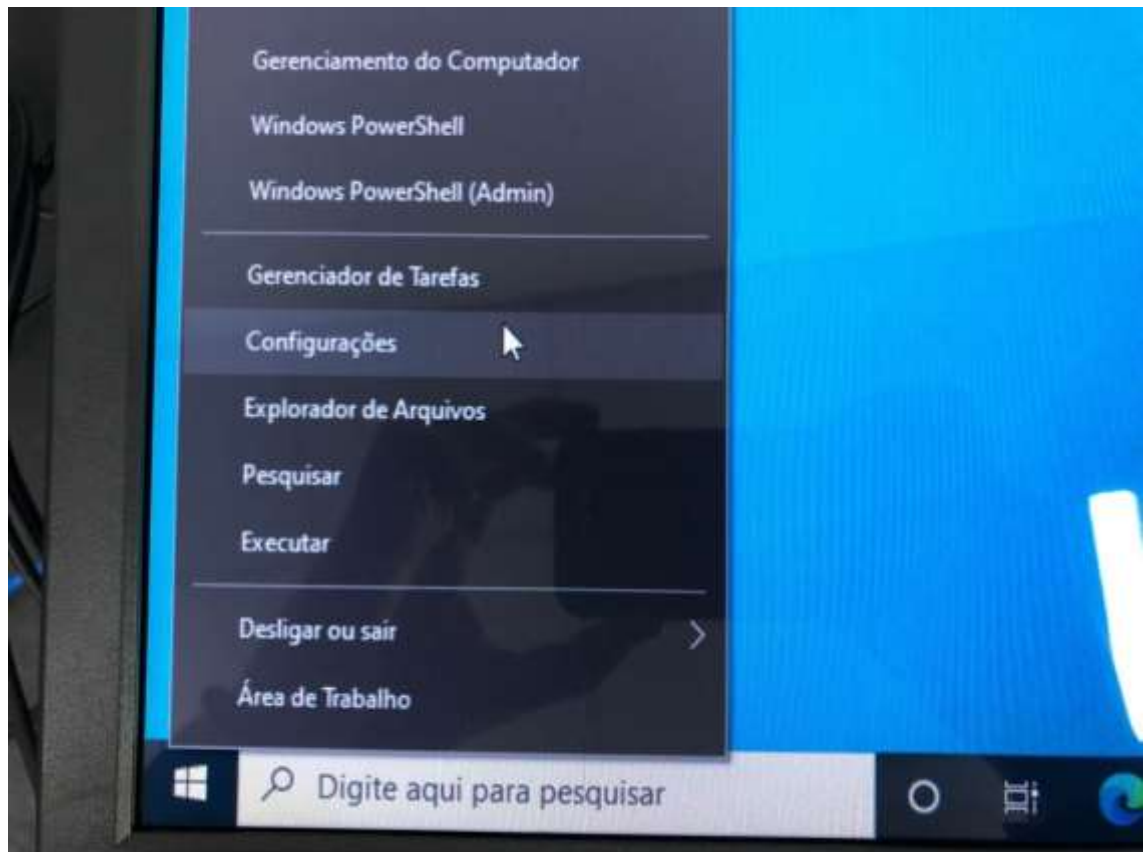 Gerenciamento do Computador
Windows PowerShell
Windows PowerShell (Admin)
Gerenciador de Tarefas
Configurações
Explorador de Arquivos
Pesquisar
Executar
Desligar ou sair
Área de Trabalho
Digite aqui para pesquisar